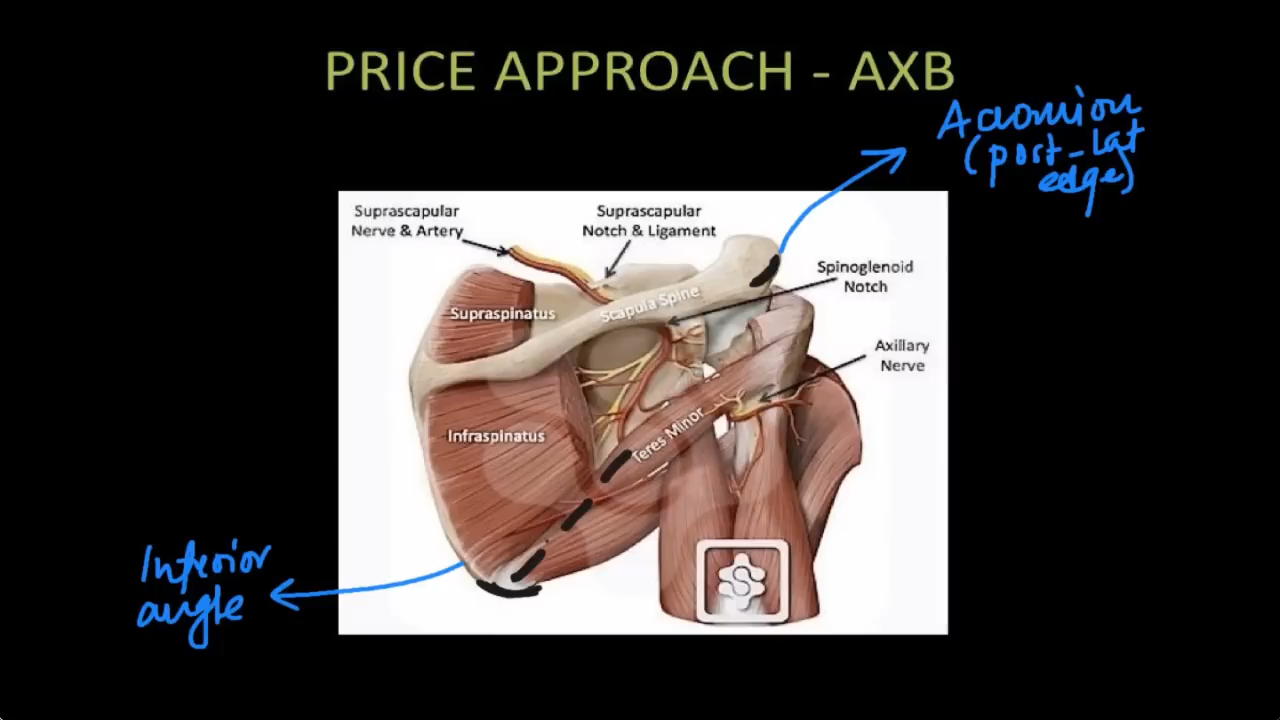 PRICE APPROACH - AXB
Acromion
(post-lat
edge)
Suprascapular
Nerve & Artery
Suprascapular
Notch & Ligament
Spinoglenoid
Notch
Scapula Spine
Supraspinatus
Axillary
Nerve
Infraspinatus
Teres Minor
Inferior
angle
S